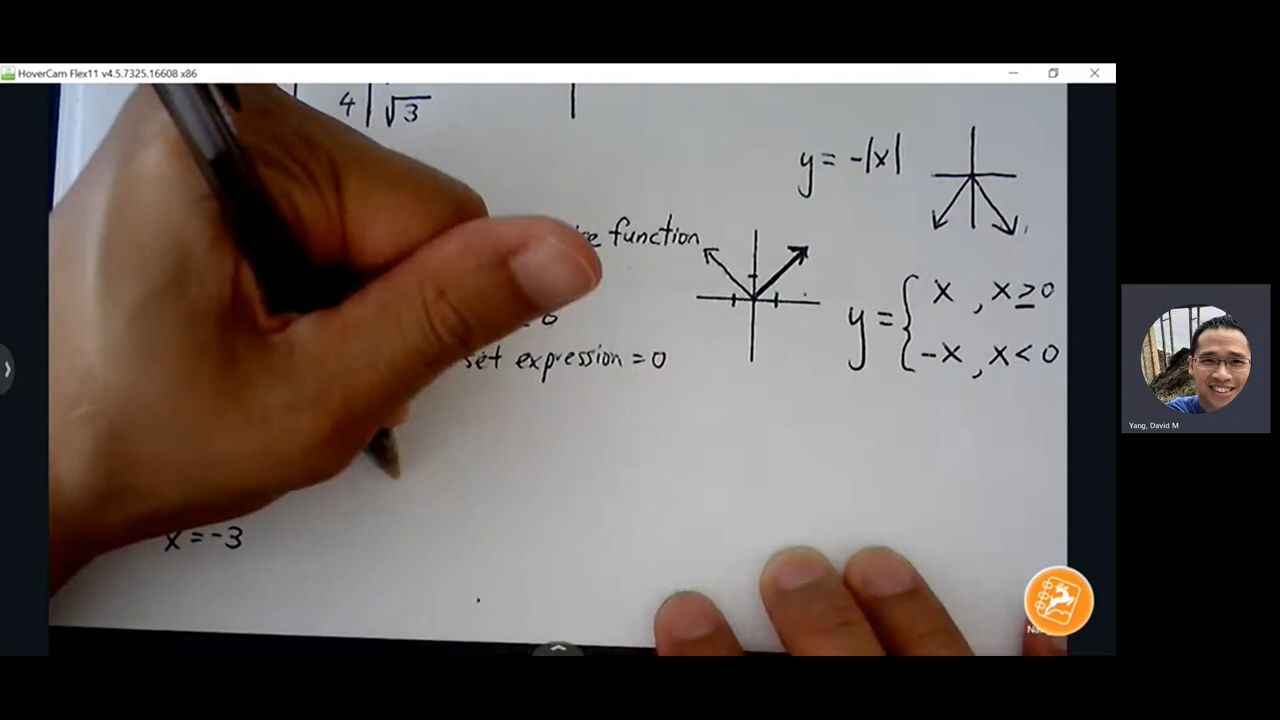 HoverCam Flex11 v4.5.7325.16608 x86
4 | √3
y = -|x|
function
set expression = 0
y = { x , x ≥ 0
-x , x < 0
x = -3
Yang, David M